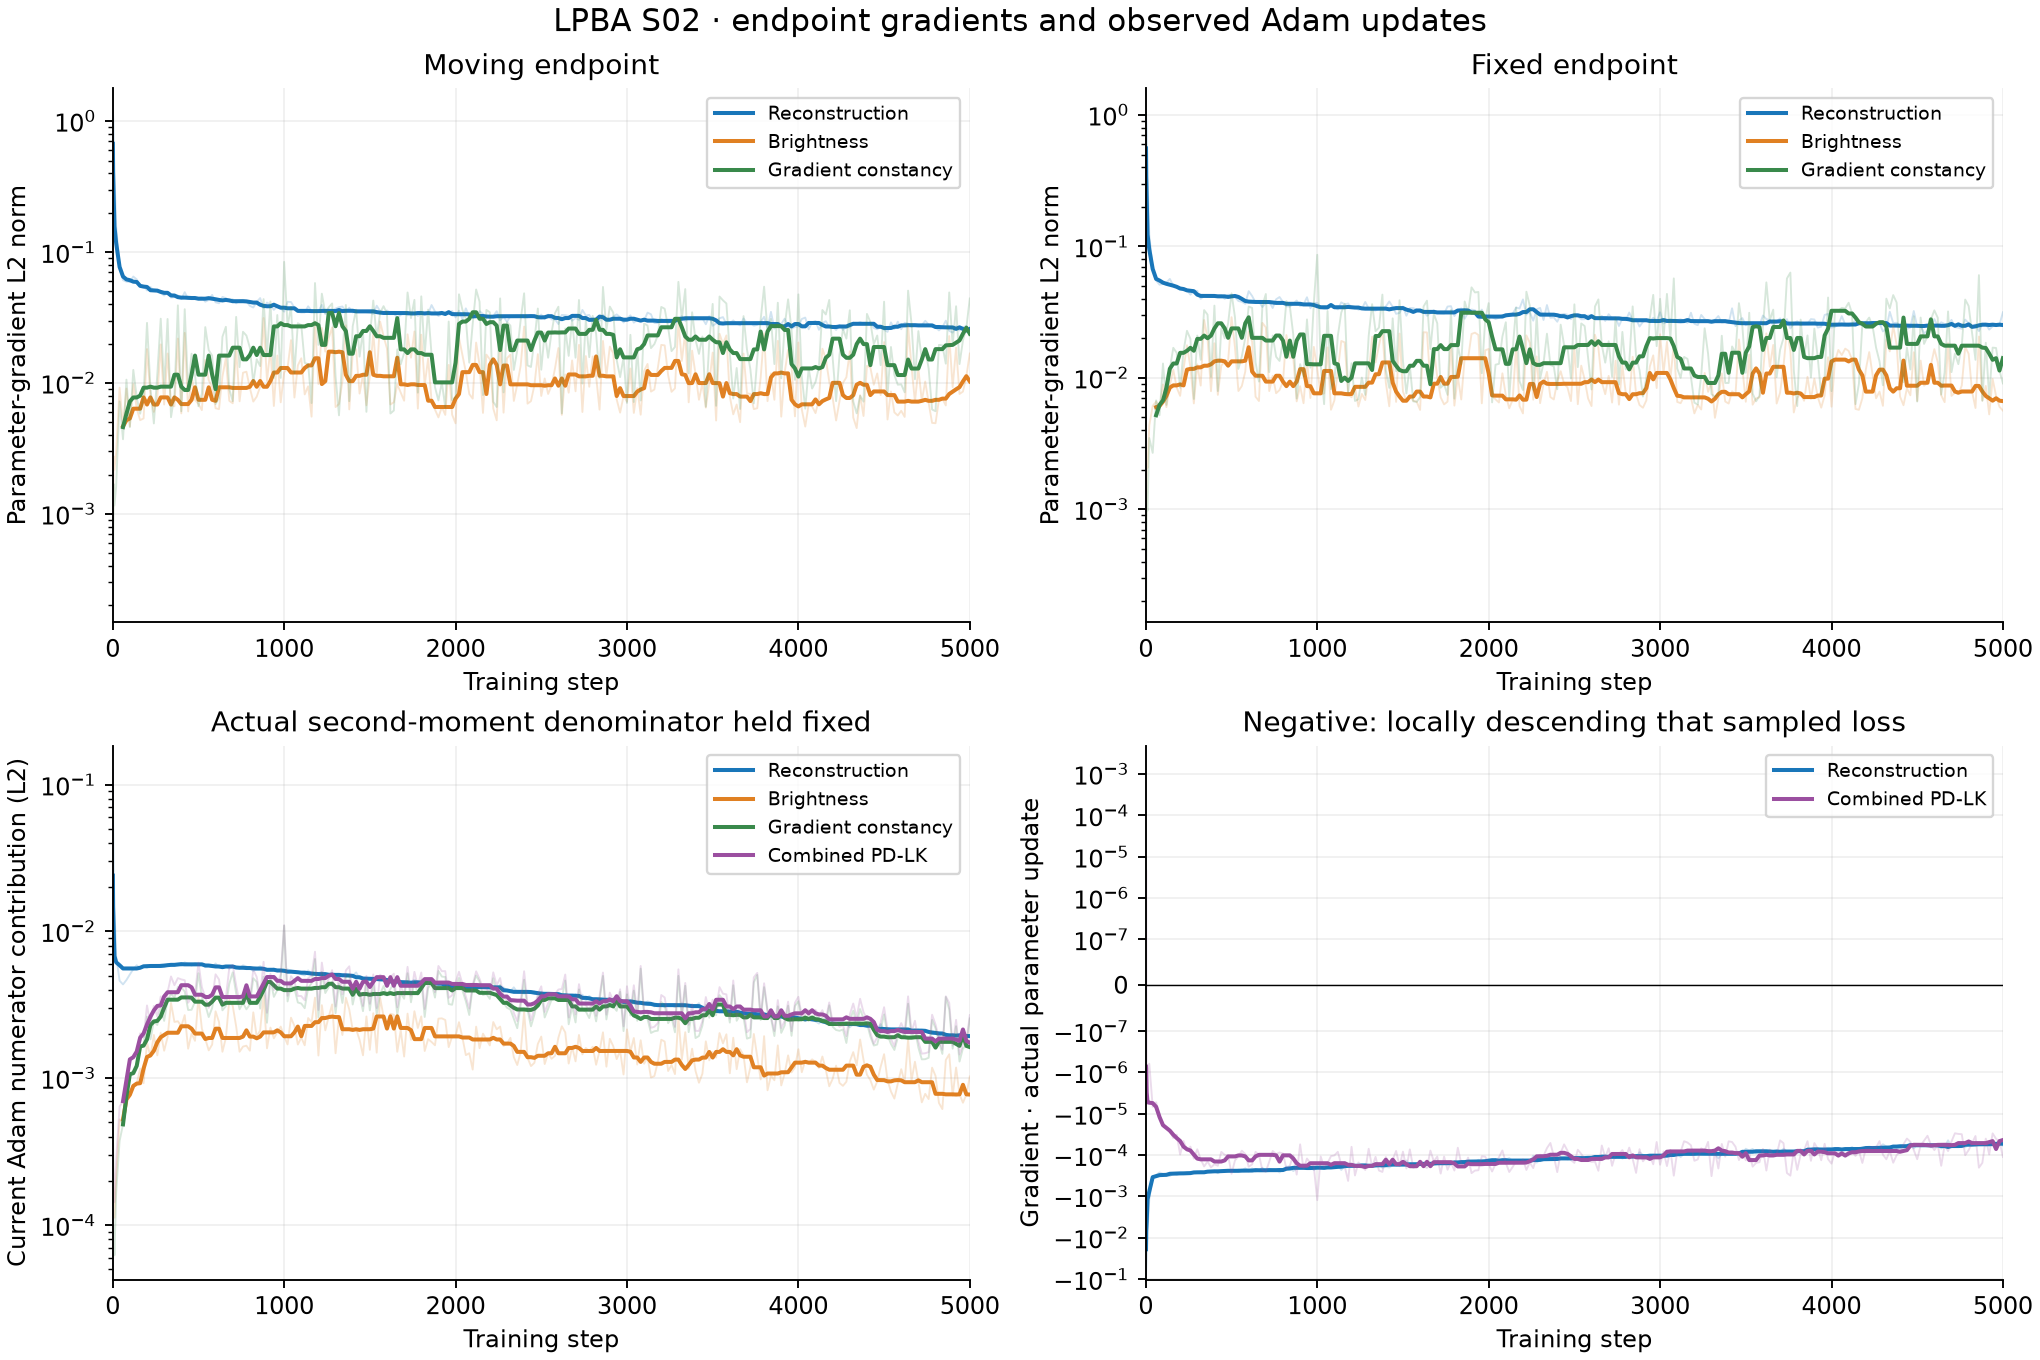 LPBA S02 · endpoint gradients and observed Adam updates
Moving endpoint
Parameter-gradient L2 norm
10⁰
10⁻¹
10⁻²
10⁻³
Reconstruction
Brightness
Gradient constancy
0 1000 2000 3000 4000 5000
Training step
Fixed endpoint
Parameter-gradient L2 norm
10⁰
10⁻¹
10⁻²
10⁻³
Reconstruction
Brightness
Gradient constancy
0 1000 2000 3000 4000 5000
Training step
Actual second-moment denominator held fixed
Current Adam numerator contribution (L2)
10⁻¹
10⁻²
10⁻³
10⁻⁴
Reconstruction
Brightness
Gradient constancy
Combined PD-LK
0 1000 2000 3000 4000 5000
Training step
Negative: locally descending that sampled loss
Gradient · actual parameter update
10⁻³
10⁻⁴
10⁻⁵
10⁻⁶
10⁻⁷
0
−10⁻⁷
−10⁻⁶
−10⁻⁵
−10⁻⁴
−10⁻³
−10⁻²
−10⁻¹
Reconstruction
Combined PD-LK
0 1000 2000 3000 4000 5000
Training step